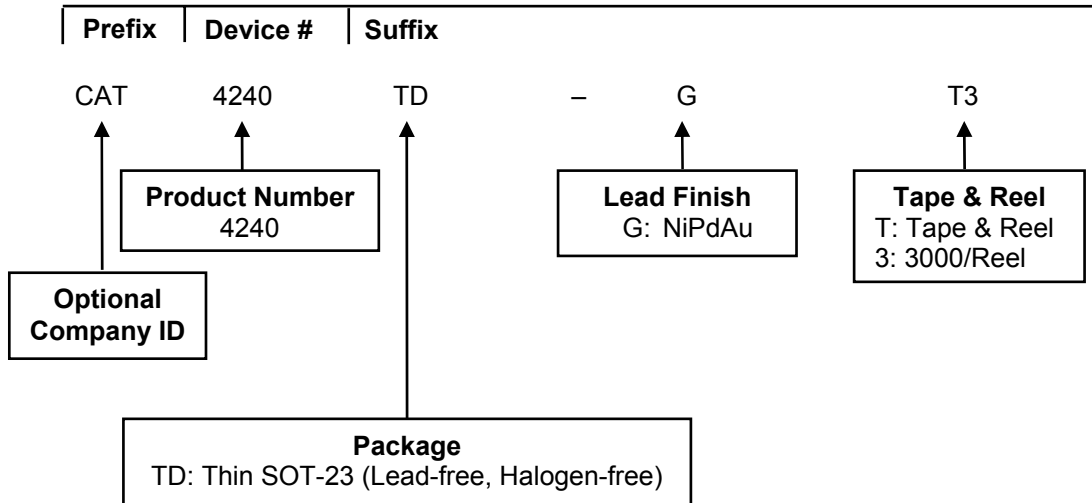 Prefix Device # Suffix
CAT 4240 TD – G T3
Product Number
4240
Lead Finish
G: NiPdAu
Tape & Reel
T: Tape & Reel
3: 3000/Reel
Optional
Company ID
Package
TD: Thin SOT-23 (Lead-free, Halogen-free)